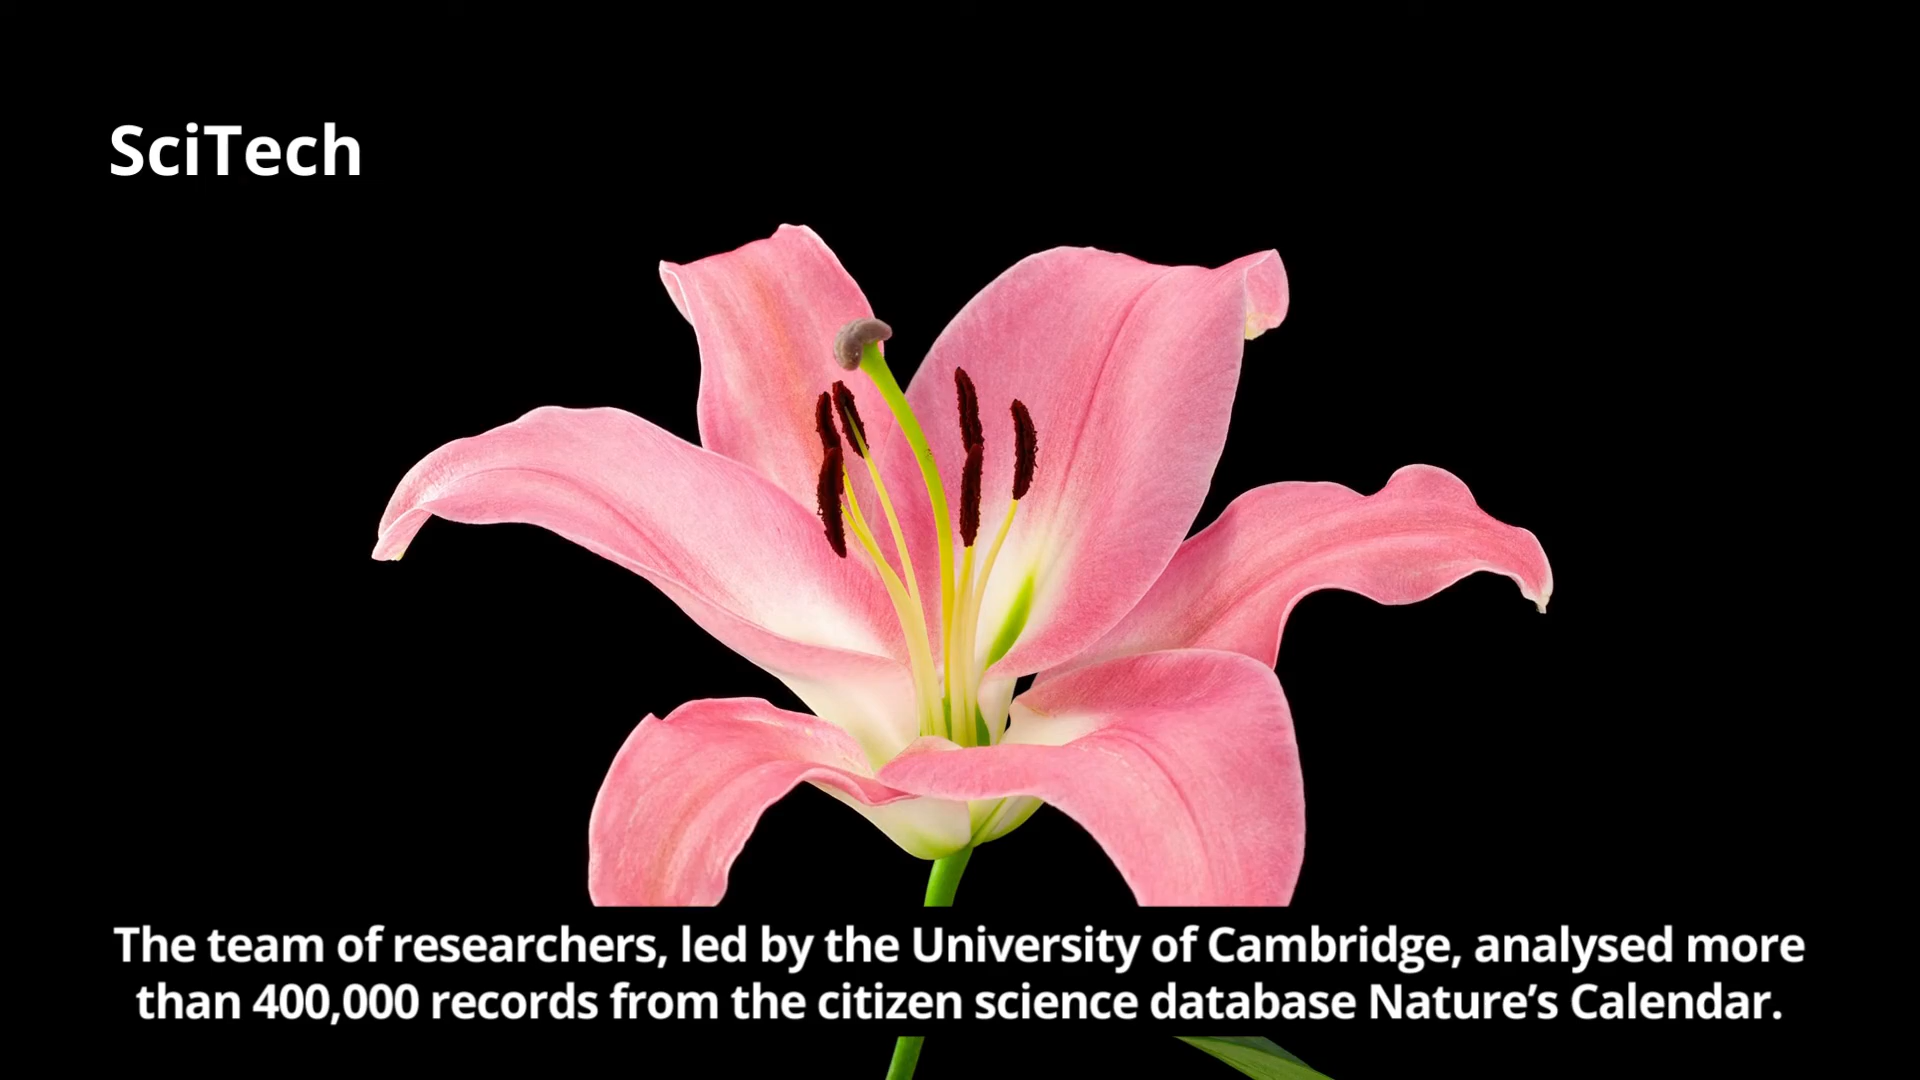 SciTech
The team of researchers, led by the University of Cambridge, analysed more
than 400,000 records from the citizen science database Nature’s Calendar.